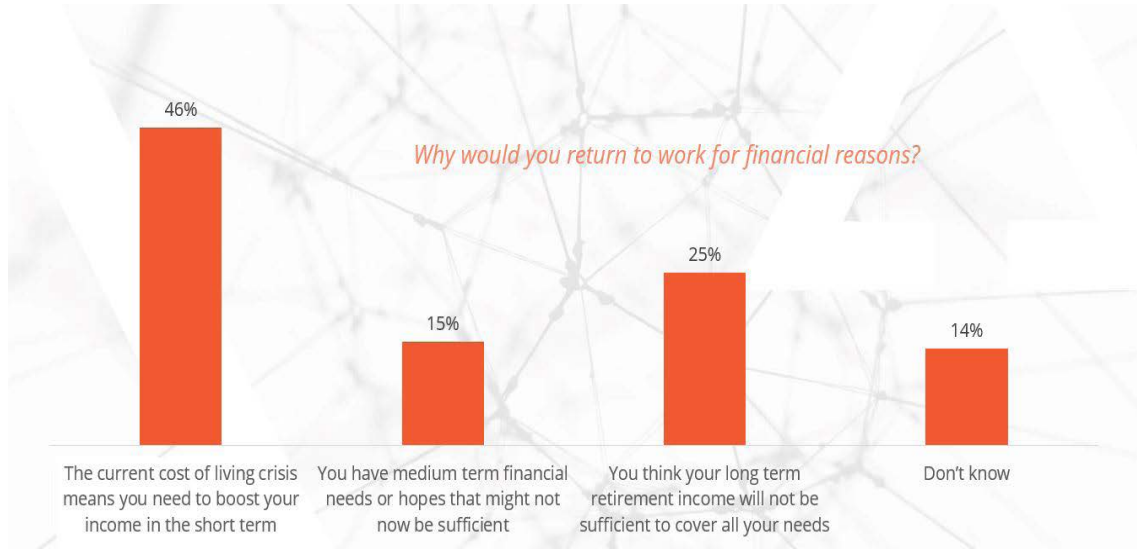 46%
Why would you return to work for financial reasons?
25%
15%
14%
The current cost of living crisis
means you need to boost your
income in the short term
You have medium term financial
needs or hopes that might not
now be sufficient
You think your long term
retirement income will not be
sufficient to cover all your needs
Don't know